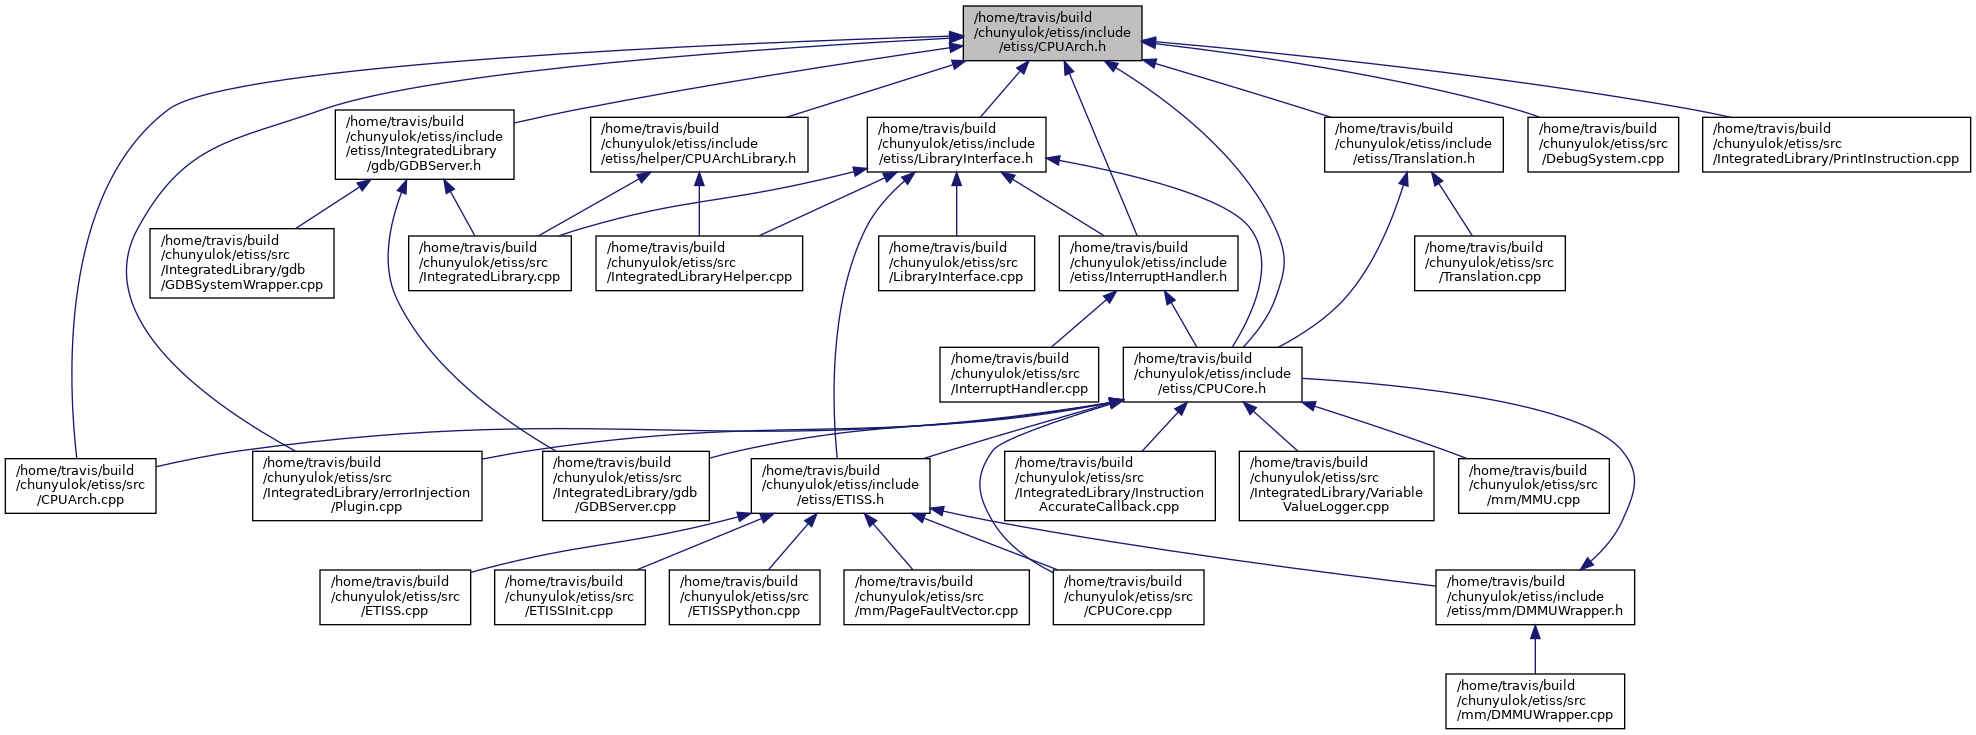 /home/travis/build
/chunyulok/etiss/include
/etiss/CPUArch.h
/home/travis/build
/chunyulok/etiss/include
/etiss/IntegratedLibrary
/gdb/GDBServer.h
/home/travis/build
/chunyulok/etiss/include
/etiss/helper/CPUArchLibrary.h
/home/travis/build
/chunyulok/etiss/include
/etiss/LibraryInterface.h
/home/travis/build
/chunyulok/etiss/include
/etiss/Translation.h
/home/travis/build
/chunyulok/etiss/src
/DebugSystem.cpp
/home/travis/build
/chunyulok/etiss/src
/IntegratedLibrary/PrintInstruction.cpp
/home/travis/build
/chunyulok/etiss/src
/IntegratedLibrary/gdb
/GDBSystemWrapper.cpp
/home/travis/build
/chunyulok/etiss/src
/IntegratedLibrary.cpp
/home/travis/build
/chunyulok/etiss/src
/IntegratedLibraryHelper.cpp
/home/travis/build
/chunyulok/etiss/src
/LibraryInterface.cpp
/home/travis/build
/chunyulok/etiss/include
/etiss/InterruptHandler.h
/home/travis/build
/chunyulok/etiss/src
/Translation.cpp
/home/travis/build
/chunyulok/etiss/src
/InterruptHandler.cpp
/home/travis/build
/chunyulok/etiss/include
/etiss/CPUCore.h
/home/travis/build
/chunyulok/etiss/src
/CPUArch.cpp
/home/travis/build
/chunyulok/etiss/src
/IntegratedLibrary/errorInjection
/Plugin.cpp
/home/travis/build
/chunyulok/etiss/src
/IntegratedLibrary/gdb
/GDBServer.cpp
/home/travis/build
/chunyulok/etiss/include
/etiss/ETISS.h
/home/travis/build
/chunyulok/etiss/src
/IntegratedLibrary/Instruction
AccurateCallback.cpp
/home/travis/build
/chunyulok/etiss/src
/IntegratedLibrary/Variable
ValueLogger.cpp
/home/travis/build
/chunyulok/etiss/src
/mm/MMU.cpp
/home/travis/build
/chunyulok/etiss/src
/ETISS.cpp
/home/travis/build
/chunyulok/etiss/src
/ETISSInit.cpp
/home/travis/build
/chunyulok/etiss/src
/ETISSPython.cpp
/home/travis/build
/chunyulok/etiss/src
/mm/PageFaultVector.cpp
/home/travis/build
/chunyulok/etiss/src
/CPUCore.cpp
/home/travis/build
/chunyulok/etiss/include
/etiss/mm/DMMUWrapper.h
/home/travis/build
/chunyulok/etiss/src
/mm/DMMUWrapper.cpp